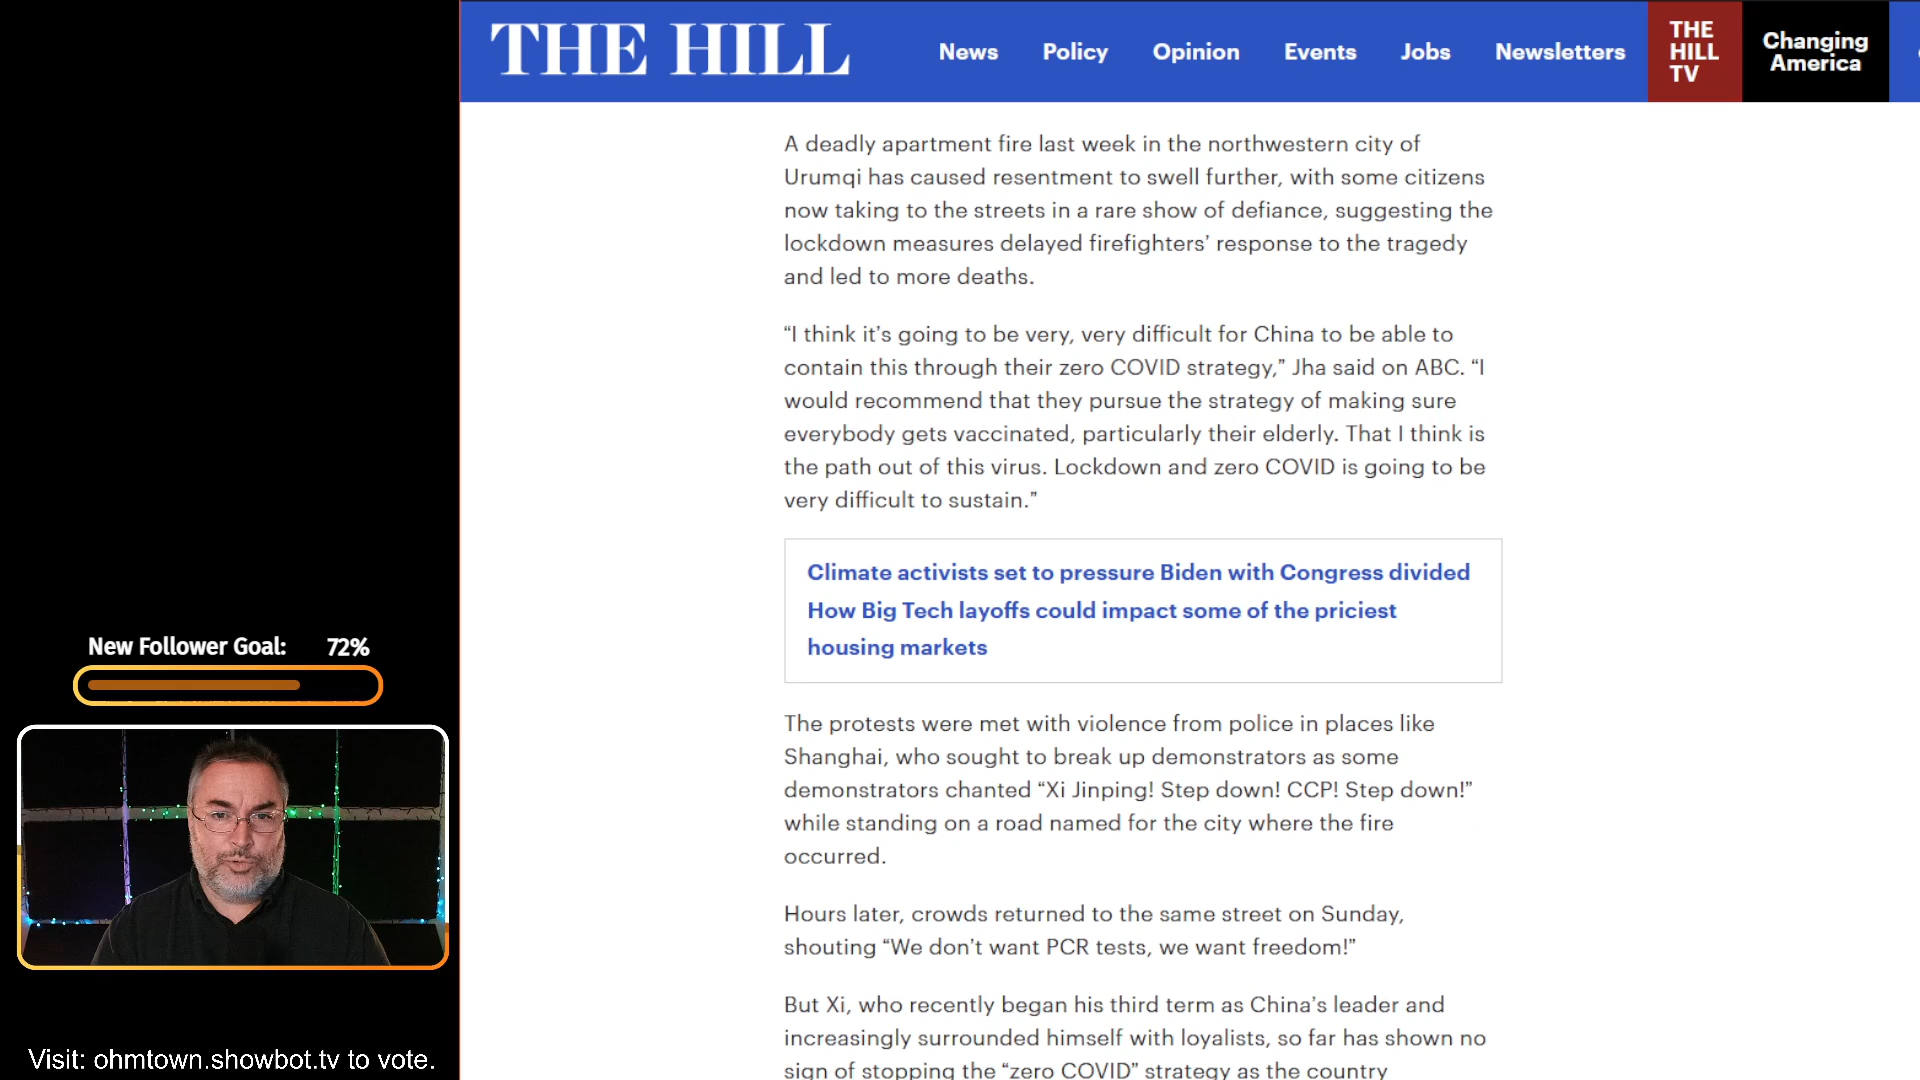 THE HILL
News Policy Opinion Events Jobs Newsletters
THE
HILL
TV
Changing
America
A deadly apartment fire last week in the northwestern city of
Urumqi has caused resentment to swell further, with some citizens
now taking to the streets in a rare show of defiance, suggesting the
lockdown measures delayed firefighters’ response to the tragedy
and led to more deaths.
“I think it’s going to be very, very difficult for China to be able to
contain this through their zero COVID strategy,” Jha said on ABC. “I
would recommend that they pursue the strategy of making sure
everybody gets vaccinated, particularly their elderly. That I think is
the path out of this virus. Lockdown and zero COVID is going to be
very difficult to sustain.”
Climate activists set to pressure Biden with Congress divided
How Big Tech layoffs could impact some of the priciest
housing markets
The protests were met with violence from police in places like
Shanghai, who sought to break up demonstrators as some
demonstrators chanted “Xi Jinping! Step down! CCP! Step down!”
while standing on a road named for the city where the fire
occurred.
Hours later, crowds returned to the same street on Sunday,
shouting “We don’t want PCR tests, we want freedom!”
But Xi, who recently began his third term as China’s leader and
increasingly surrounded himself with loyalists, so far has shown no
sign of stopping the “zero COVID” strategy as the country
New Follower Goal: 72%
Visit: ohmtown.showbot.tv to vote.